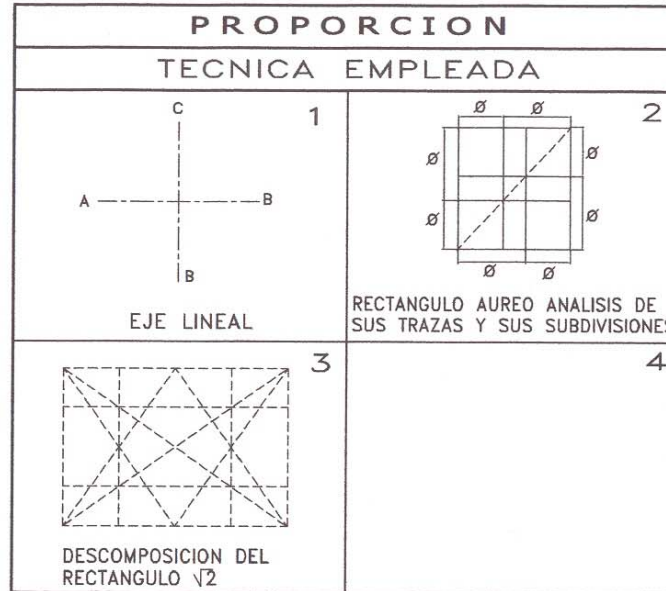 PROPORCION
TECNICA EMPLEADA
1
C
A
B
B
EJE LINEAL
2
Ø Ø
Ø Ø
Ø Ø
Ø Ø
RECTANGULO AUREO ANALISIS DE
SUS TRAZAS Y SUS SUBDIVISIONES
3
DESCOMPOSICION DEL
RECTANGULO √2
4